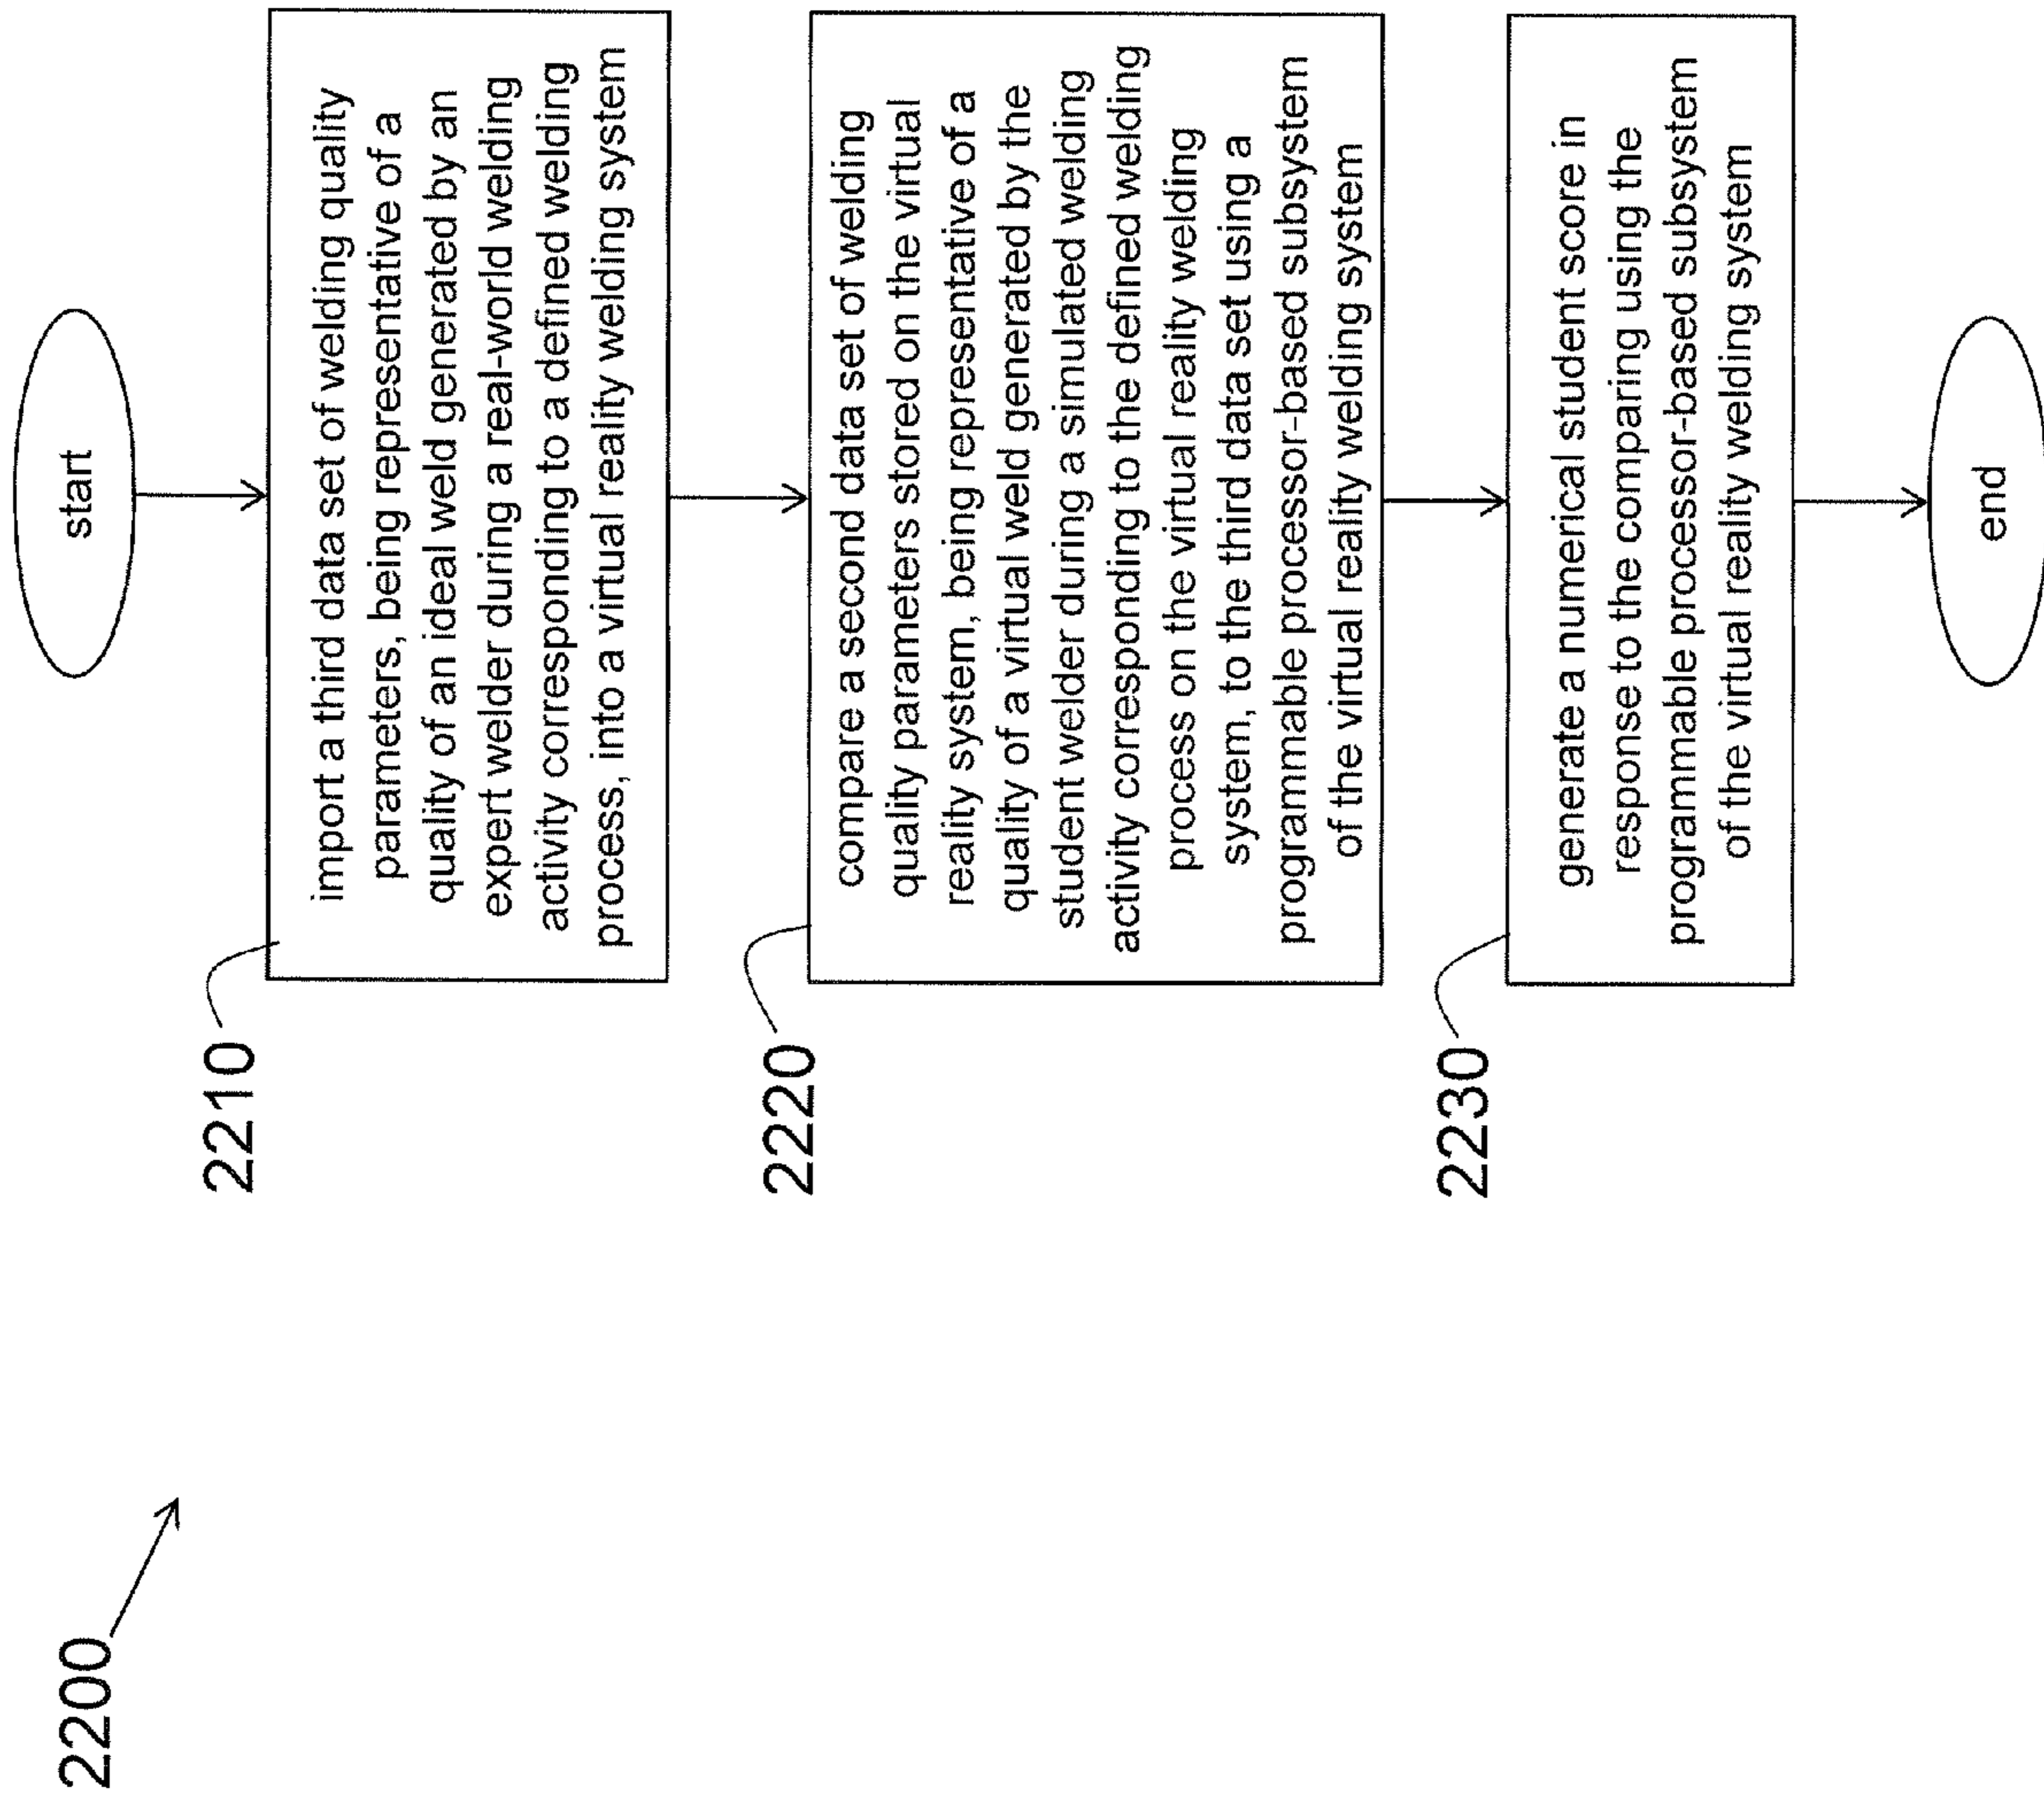 2200
start
2210
import a third data set of welding quality
parameters, being representative of a
quality of an ideal weld generated by an
expert welder during a real-world welding
activity corresponding to a defined welding
process, into a virtual reality welding system
2220
compare a second data set of welding
quality parameters stored on the virtual
reality system, being representative of a
quality of a virtual weld generated by the
student welder during a simulated welding
activity corresponding to the defined welding
process on the virtual reality welding
system, to the third data set using a
programmable processor-based subsystem
of the virtual reality welding system
2230
generate a numerical student score in
response to the comparing using the
programmable processor-based subsystem
of the virtual reality welding system
end